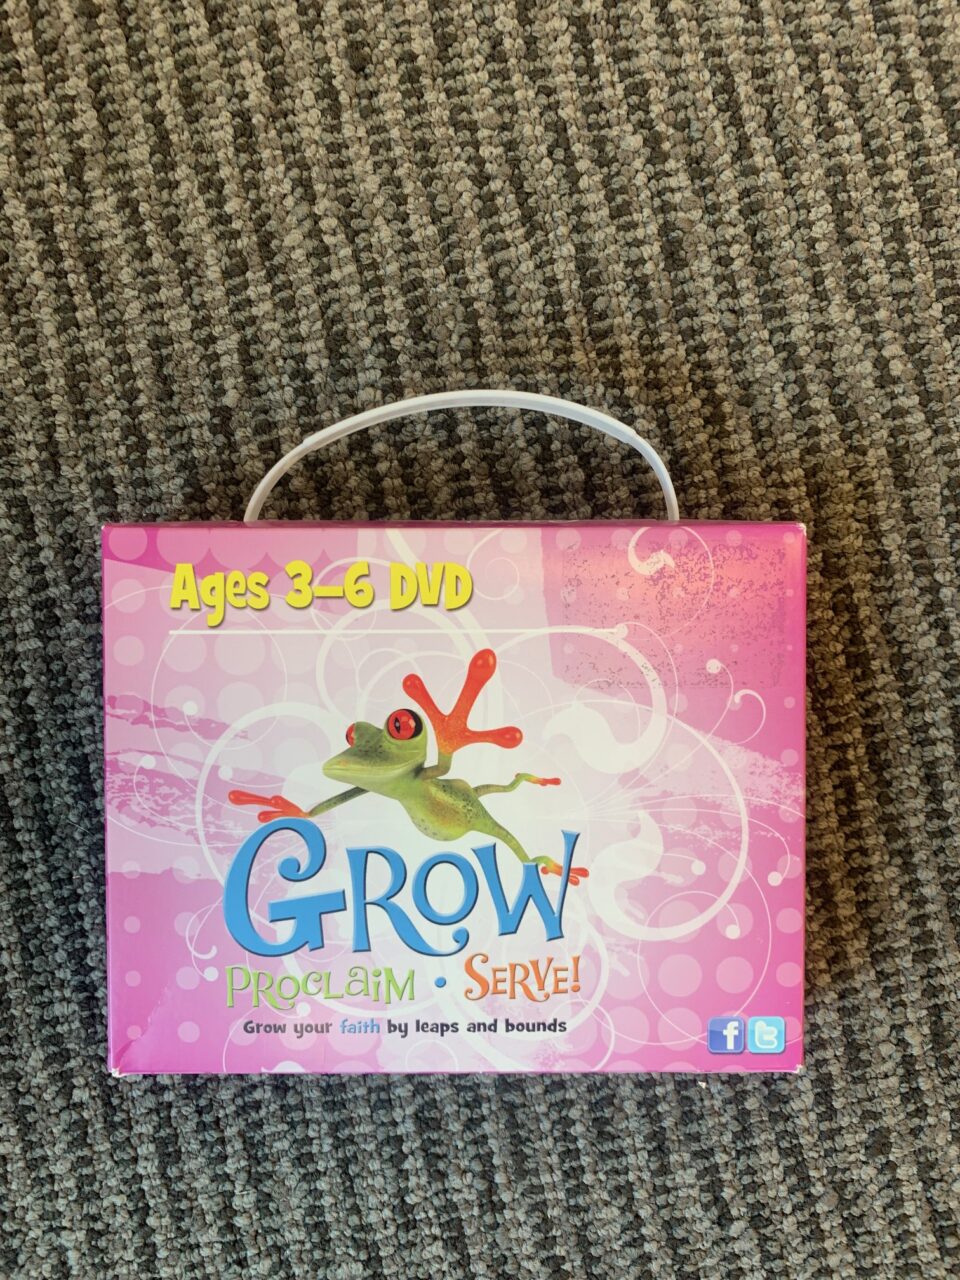 Ages 3–6 DVD
GROW
PROCLAiM • SERVE!
Grow your faith by leaps and bounds
f t